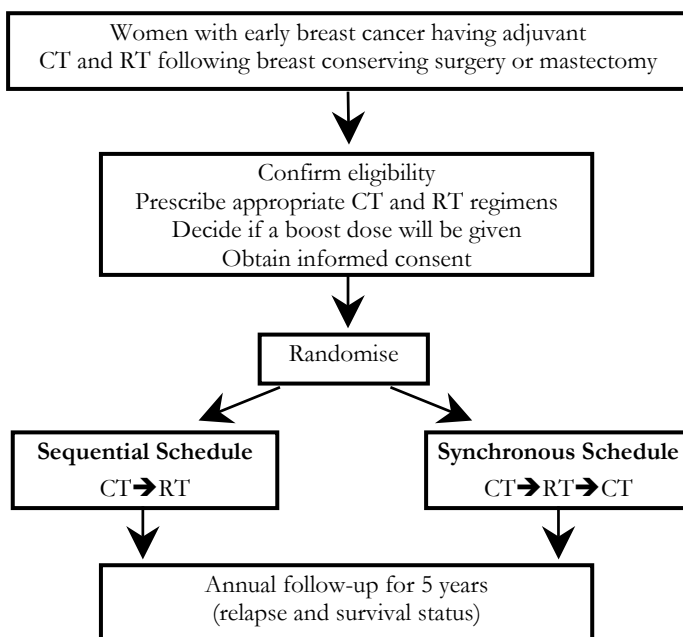 Women with early breast cancer having adjuvant
CT and RT following breast conserving surgery or mastectomy
Confirm eligibility
Prescribe appropriate CT and RT regimens
Decide if a boost dose will be given
Obtain informed consent
Randomise
Sequential Schedule
CT➔RT
Synchronous Schedule
CT➔RT➔CT
Annual follow-up for 5 years
(relapse and survival status)